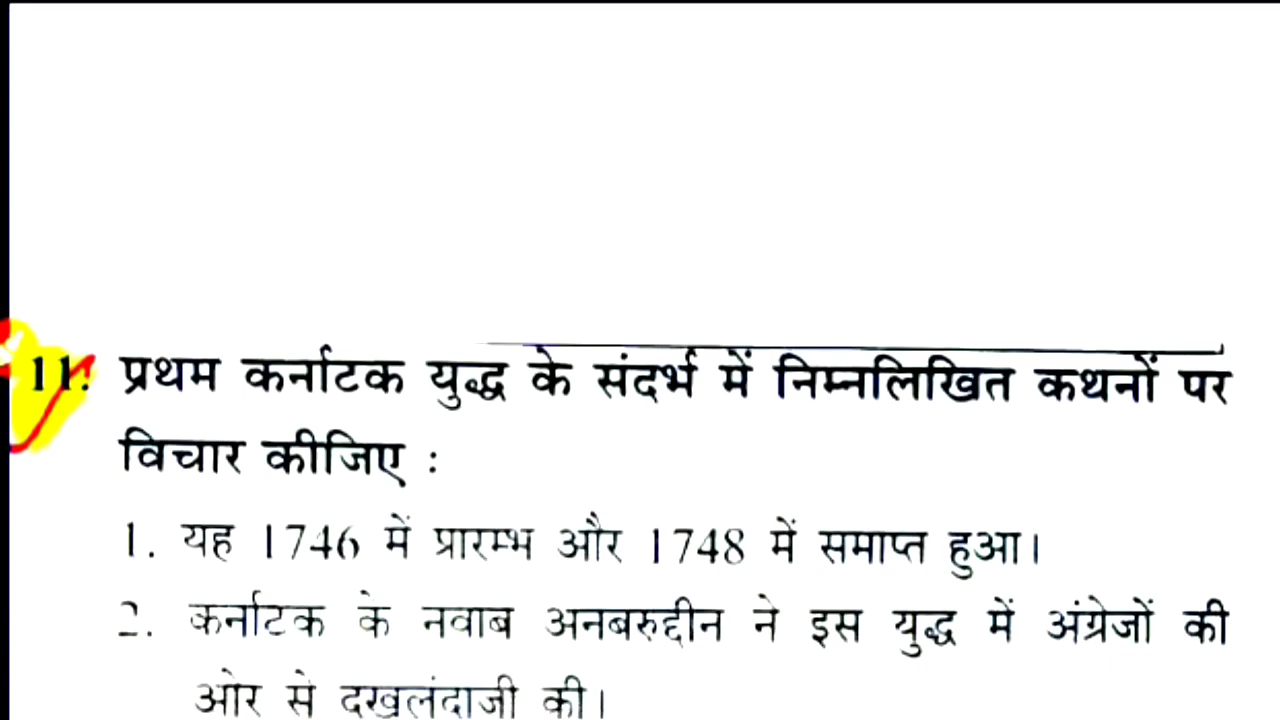 11. प्रथम कर्नाटक युद्ध के संदर्भ में निम्नलिखित कथनों पर
विचार कीजिए :
1. यह 1746 में प्रारम्भ और 1748 में समाप्त हुआ।
2. कर्नाटक के नवाब अनबरुद्दीन ने इस युद्ध में अंग्रेजों की
ओर से दखलंदाजी की।